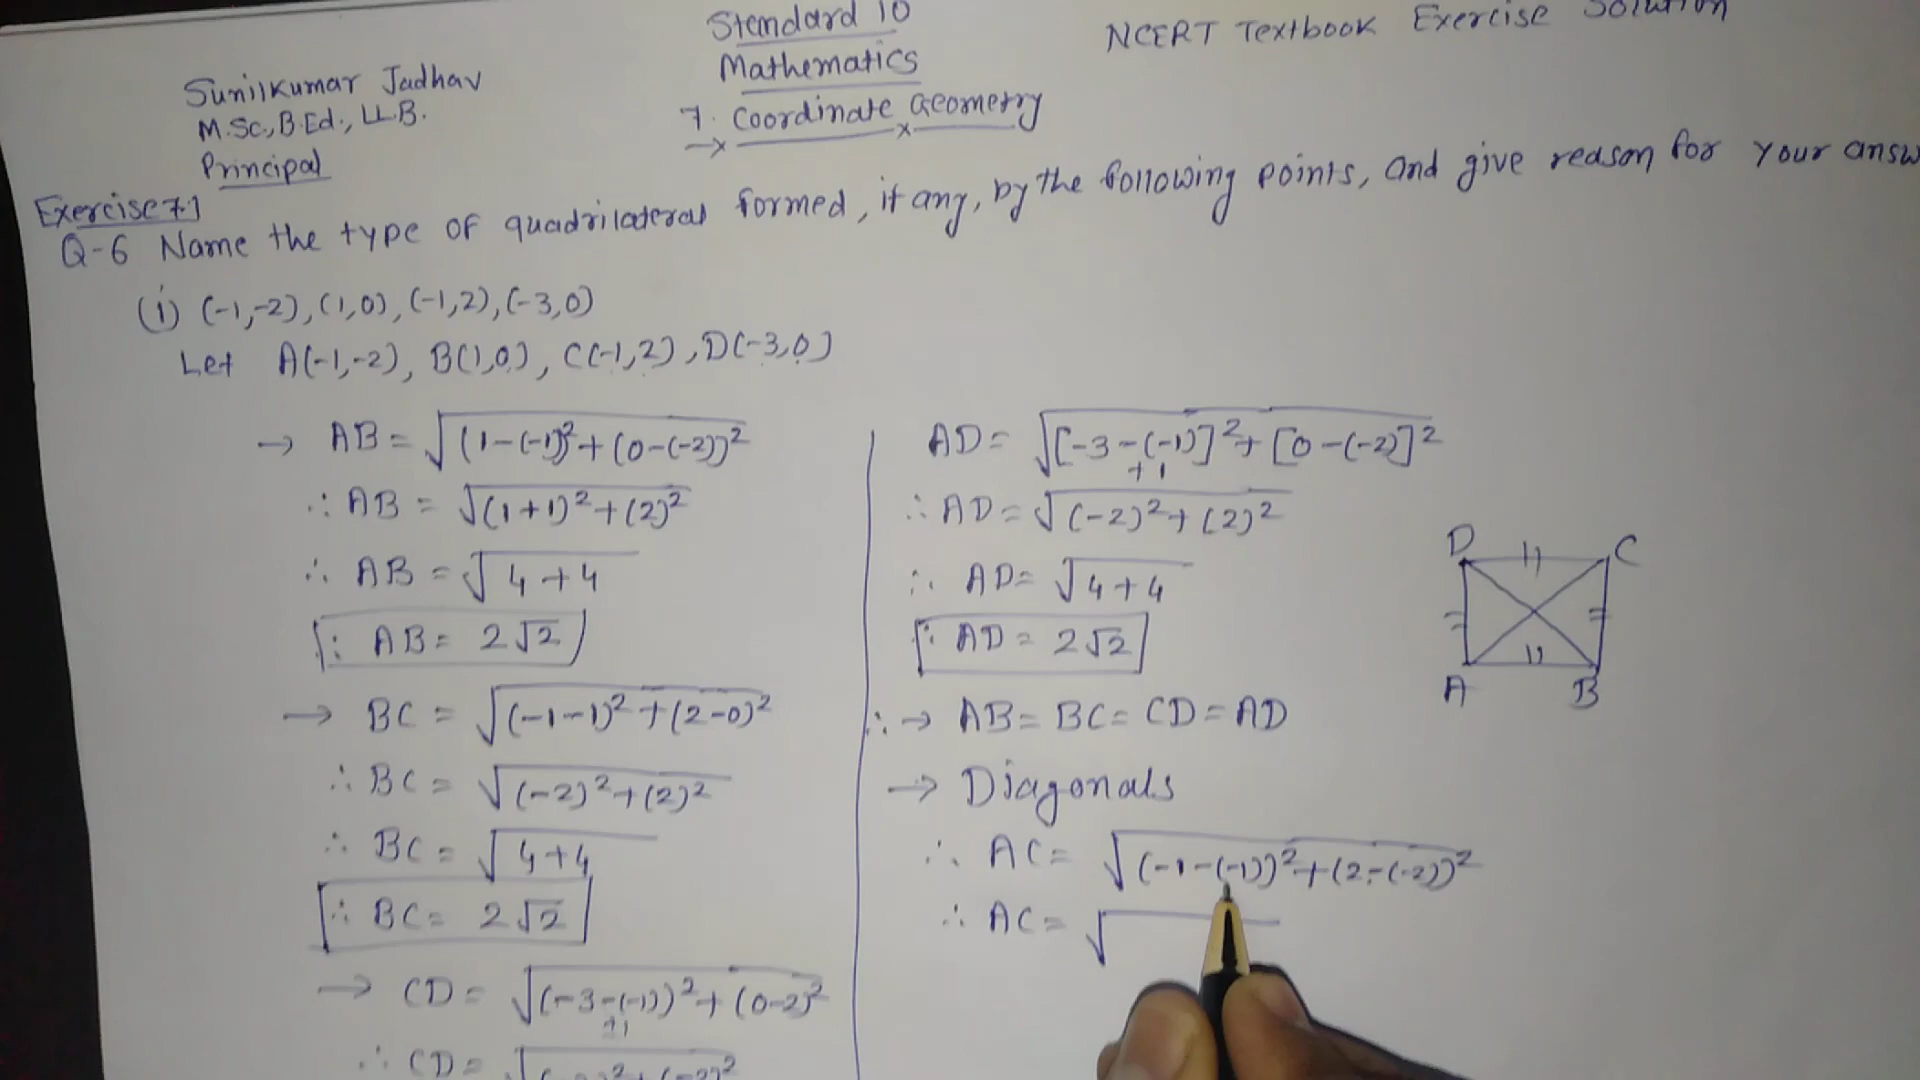 Standard 10
NCERT Textbook Exercise Solution
Mathematics
Sunilkumar Jadhav
M.Sc., B.Ed., LL.B.
Principal
7. Coordinate Geometry
Exercise 7.1
Q-6 Name the type of quadrilateral formed, if any, by the following points, and give reason for your answ
(i) (-1,-2), (1,0), (-1,2), (-3,0)
Let A(-1,-2), B(1,0), C(-1,2), D(-3,0)
→ AB = √(1-(-1)²+(0-(-2))²
∴ AB = √(1+1)²+(2)²
∴ AB = √4+4
∴ AB = 2√2
→ BC = √(-1-1)²+(2-0)²
∴ BC = √(-2)²+(2)²
∴ BC = √4+4
∴ BC = 2√2
→ CD = √(-3-(-1))²+(0-2)²
+1
∴ CD =
AD = √[-3-(-1)]²+[0-(-2)]²
+1
∴ AD = √(-2)²+(2)²
∴ AD = √4+4
∴ AD = 2√2
∴ → AB = BC = CD = AD
→ Diagonals
∴ AC = √(-1-(-1))²+(2-(-2))²
∴ AC = √
D C
A B